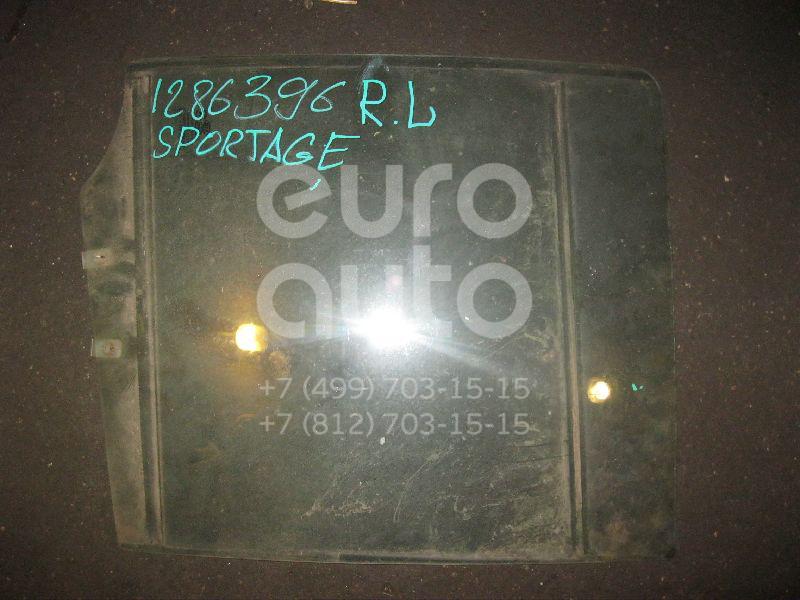 1286396 R.L
SPORTAGE
euro
auto
+7 (499) 703-15-15
+7 (812) 703-15-15